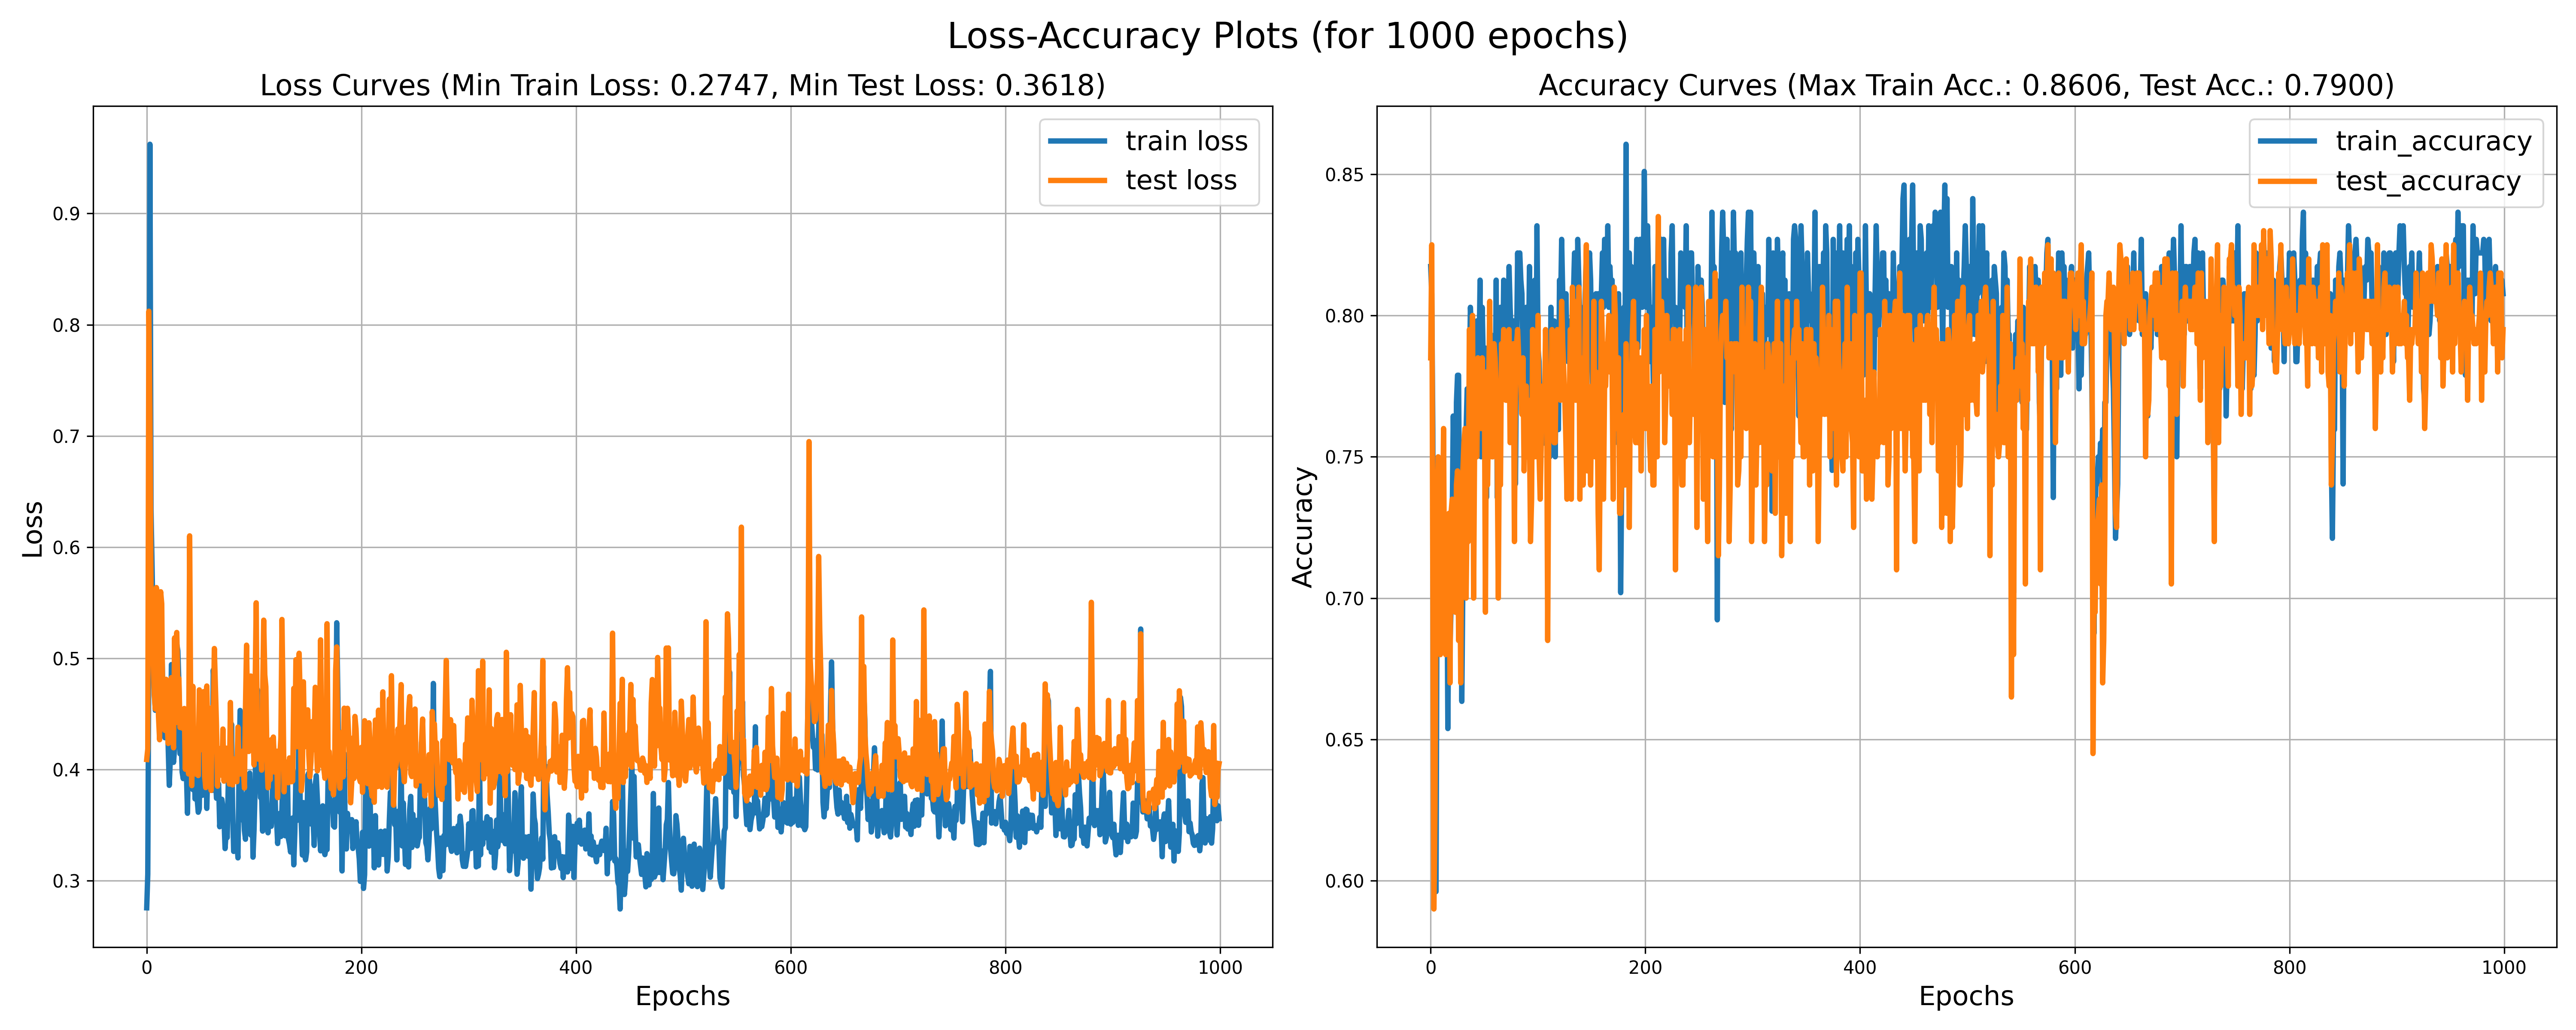 Loss-Accuracy Plots (for 1000 epochs)
Loss Curves (Min Train Loss: 0.2747, Min Test Loss: 0.3618)
train loss
test loss
0.9
0.8
0.7
0.6
0.5
0.4
0.3
Loss
0
200
400
600
800
1000
Epochs
Accuracy Curves (Max Train Acc.: 0.8606, Test Acc.: 0.7900)
train_accuracy
test_accuracy
0.85
0.80
0.75
0.70
0.65
0.60
Accuracy
0
200
400
600
800
1000
Epochs